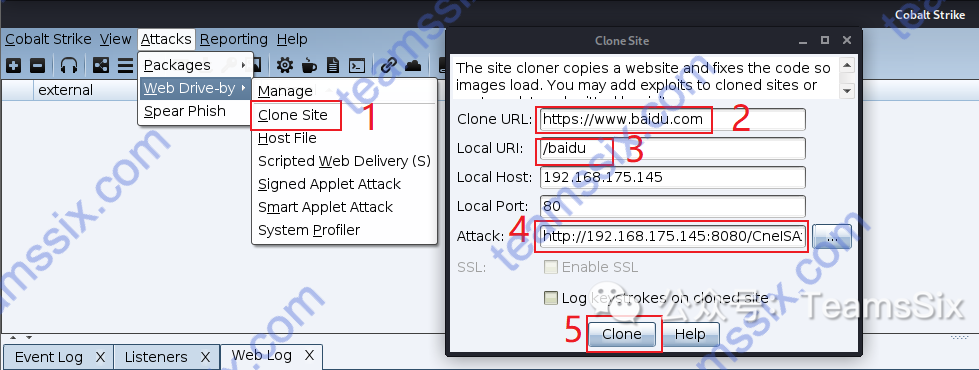 Cobalt Strike
Cobalt Strike View Attacks Reporting Help
Packages
Web Drive-by
Spear Phish
external
Manage
Clone Site
Host File
Scripted Web Delivery (S)
Signed Applet Attack
Smart Applet Attack
System Profiler
1
Clone Site
The site cloner copies a website and fixes the code so
images load. You may add exploits to cloned sites or
Clone URL: https://www.baidu.com 2
Local URI: /baidu 3
Local Host: 192.168.175.145
Local Port: 80
4 Attack: http://192.168.175.145:8080/CneISA ...
SSL: Enable SSL
Log keystrokes on cloned site
5 Clone Help
公众号: TeamsSix
Event Log X Listeners X Web Log X
teamssix.com